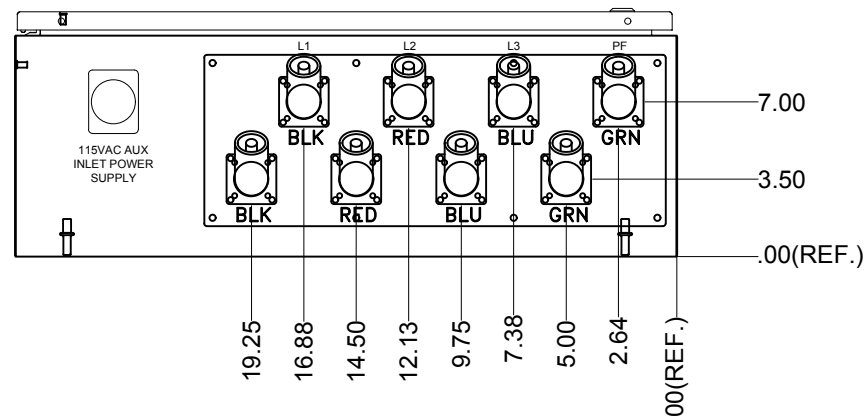 L1 L2 L3 PF
7.00
BLK RED BLU GRN
115VAC AUX
INLET POWER
SUPPLY
3.50
BLK RED BLU GRN
.00(REF.)
19.25
16.88
14.50
12.13
9.75
7.38
5.00
2.64
00(REF.)